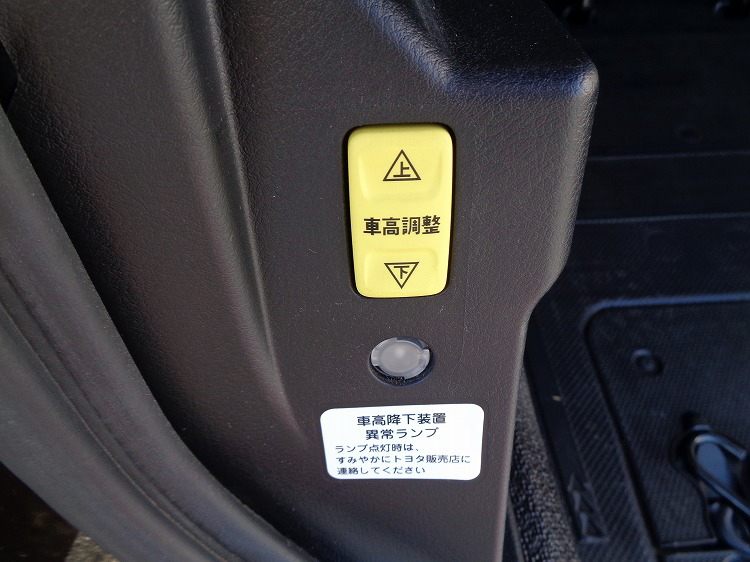 上
車高調整
下
車高降下装置
異常ランプ
ランプ点灯時は、
すみやかにトヨタ販売店に
連絡してください